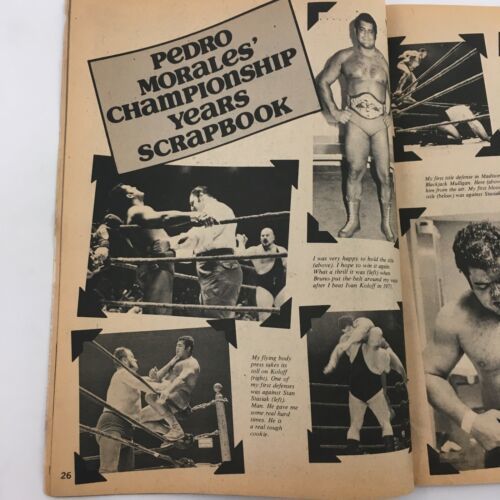 PEDRO
MORALES'
CHAMPIONSHIP
YEARS
SCRAPBOOK
I was very happy to hold the title
(above). I hope to win it again.
What a thrill it was (left) when
Bruno put the belt around my waist
after I beat Ivan Koloff in 1971.
My flying body
press takes its
toll on Koloff
(right). One of
my first defenses
was against Stan
Stasiak (left).
Man. He gave me
some real hard
times. He is
a real tough
cookie.
26
My first title defense in Madison
Blackjack Mulligan. Here (above
him from the air. My first blood
title (below) was against Stasiak